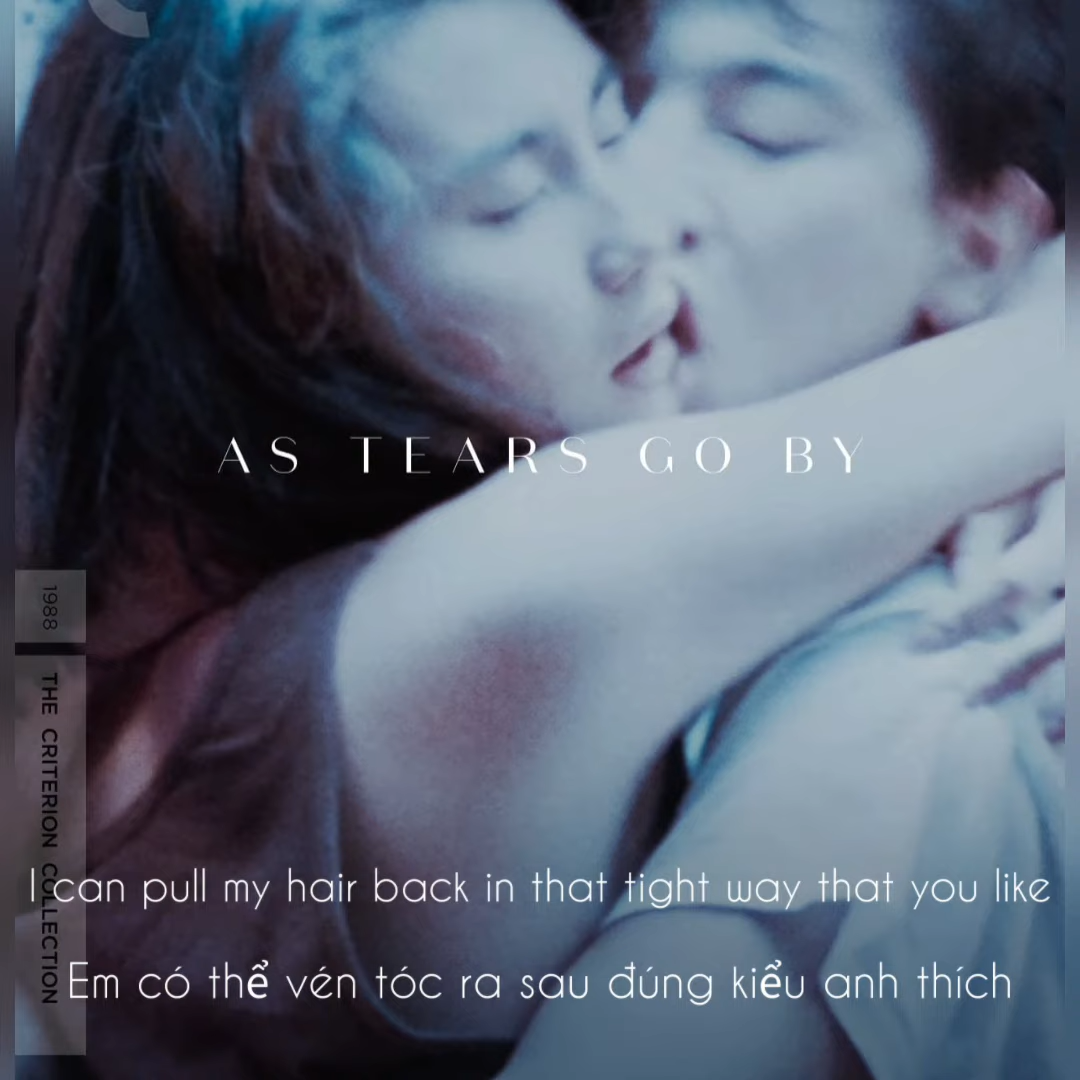 AS TEARS GO BY
1988
THE CRITERION COLLECTION
I can pull my hair back in that tight way that you like
Em có thể vén tóc ra sau đúng kiểu anh thích